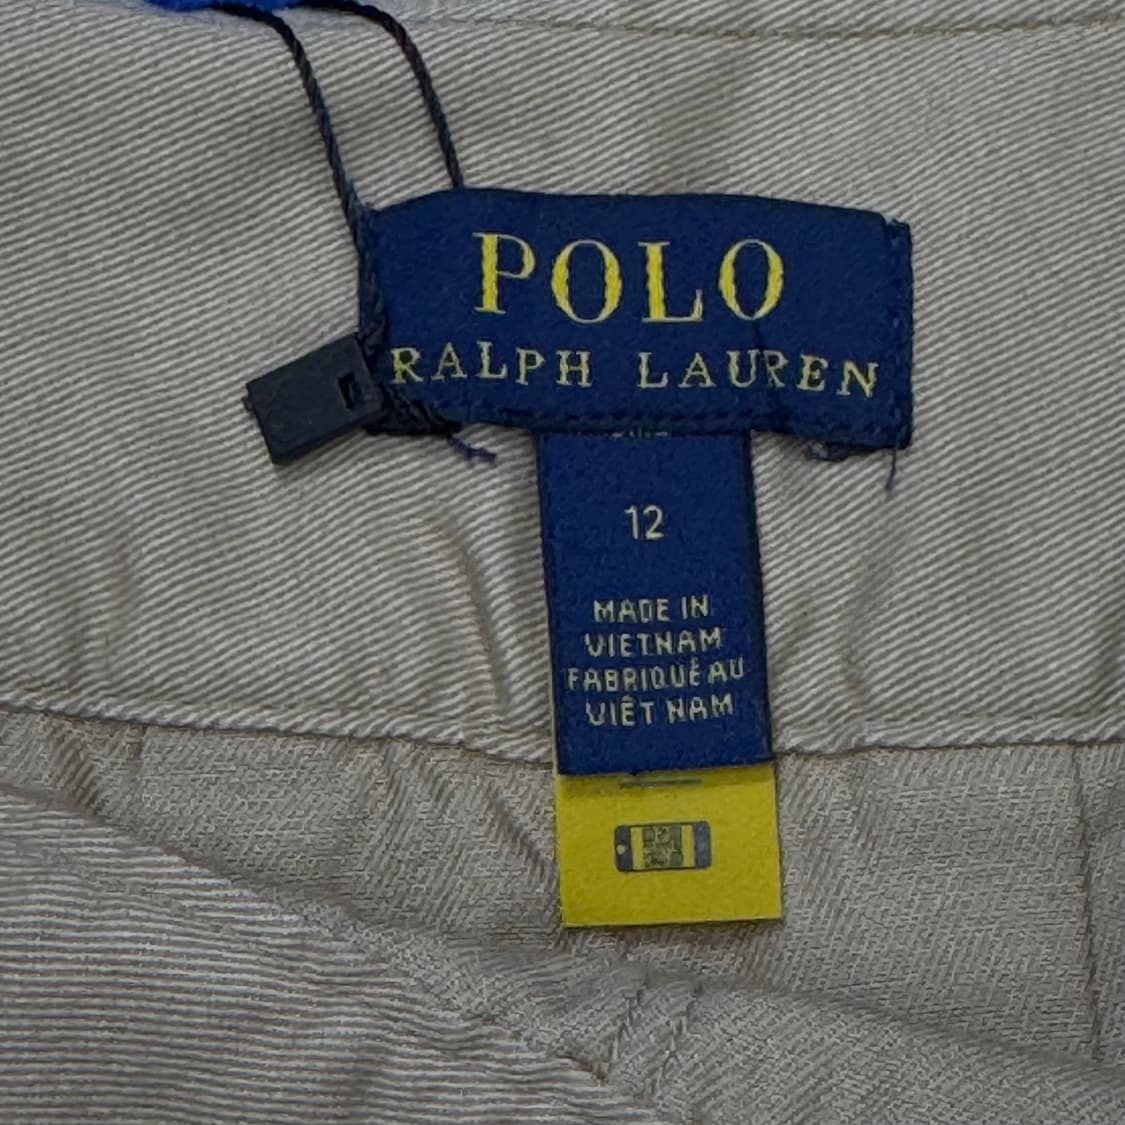 POLO
RALPH LAUREN
12
MADE IN
VIETNAM
FABRIQUÉ AU
VIÊT NAM